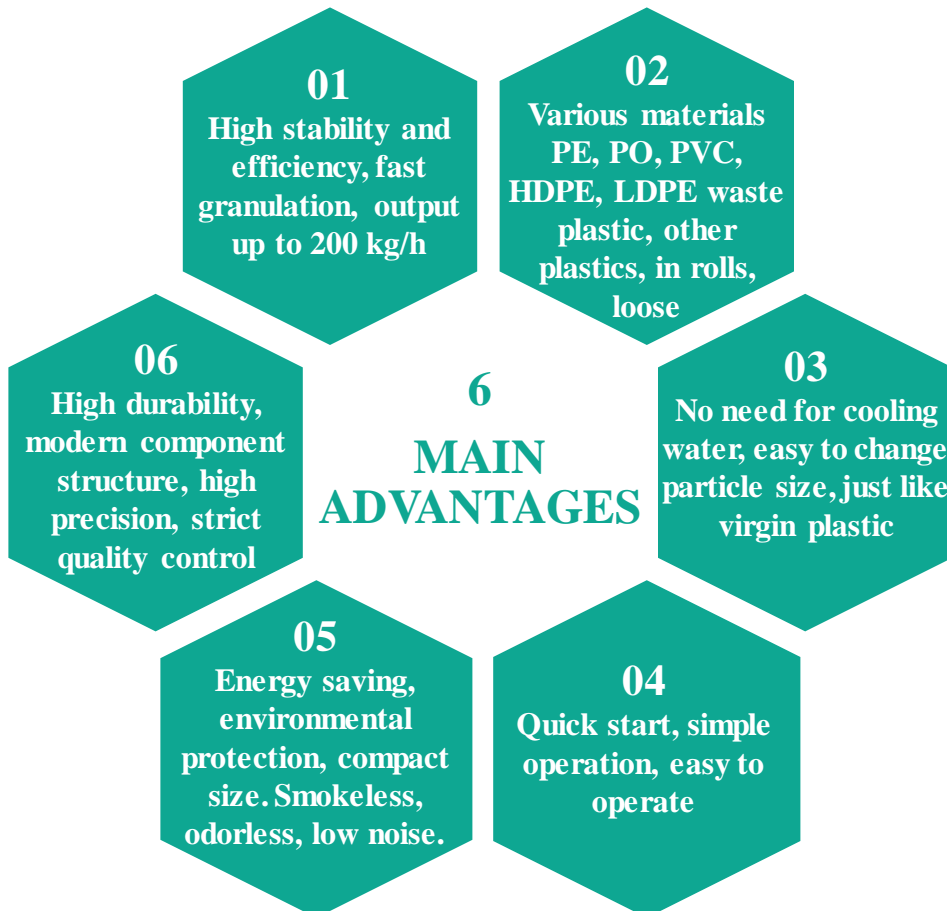 01
High stability and
efficiency, fast
granulation, output
up to 200 kg/h
02
Various materials
PE, PO, PVC,
HDPE, LDPE waste
plastic, other
plastics, in rolls,
loose
6
MAIN
ADVANTAGES
03
No need for cooling
water, easy to change
particle size, just like
virgin plastic
04
Quick start, simple
operation, easy to
operate
05
Energy saving,
environmental
protection, compact
size. Smokeless,
odorless, low noise.
06
High durability,
modern component
structure, high
precision, strict
quality control